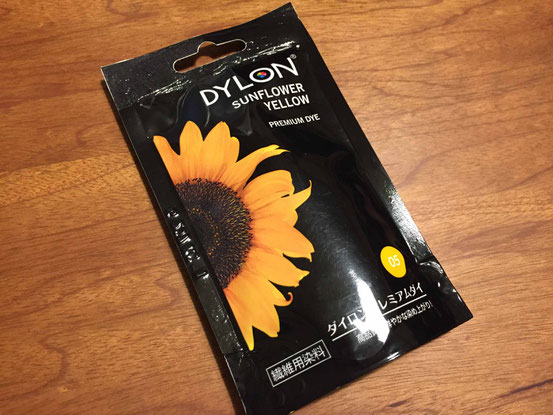 DYLON
SUNFLOWER
YELLOW
PREMIUM DYE
05
ダイロン プレミアムダイ
やかな染め上がり!
繊維用染料